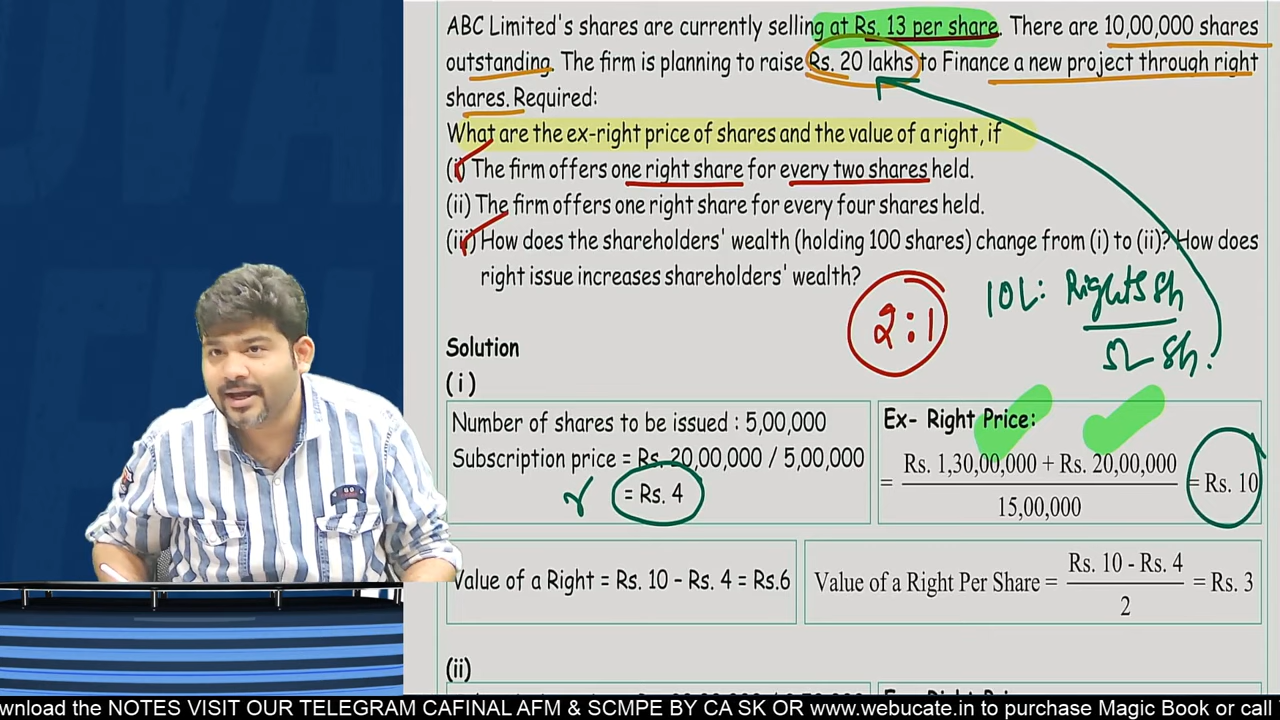 ABC Limited's shares are currently selling at Rs. 13 per share. There are 10,00,000 shares
outstanding. The firm is planning to raise Rs. 20 lakhs to Finance a new project through right
shares. Required:
What are the ex-right price of shares and the value of a right, if
(i) The firm offers one right share for every two shares held.
(ii) The firm offers one right share for every four shares held.
(iii) How does the shareholders' wealth (holding 100 shares) change from (i) to (ii)? How does
right issue increases shareholders' wealth?
2:1
10L: Rights Sh
5L Sh.
Solution
(i)
Number of shares to be issued : 5,00,000
Subscription price = Rs. 20,00,000 / 5,00,000
= Rs. 4
Ex- Right Price:
= Rs. 1,30,00,000 + Rs. 20,00,000
15,00,000
= Rs. 10
Value of a Right = Rs. 10 - Rs. 4 = Rs.6
Value of a Right Per Share = Rs. 10 - Rs. 4
2
= Rs. 3
(ii)
wnload the NOTES VISIT OUR TELEGRAM CAFINAL AFM & SCMPE BY CA SK OR www.webucate.in to purchase Magic Book or call